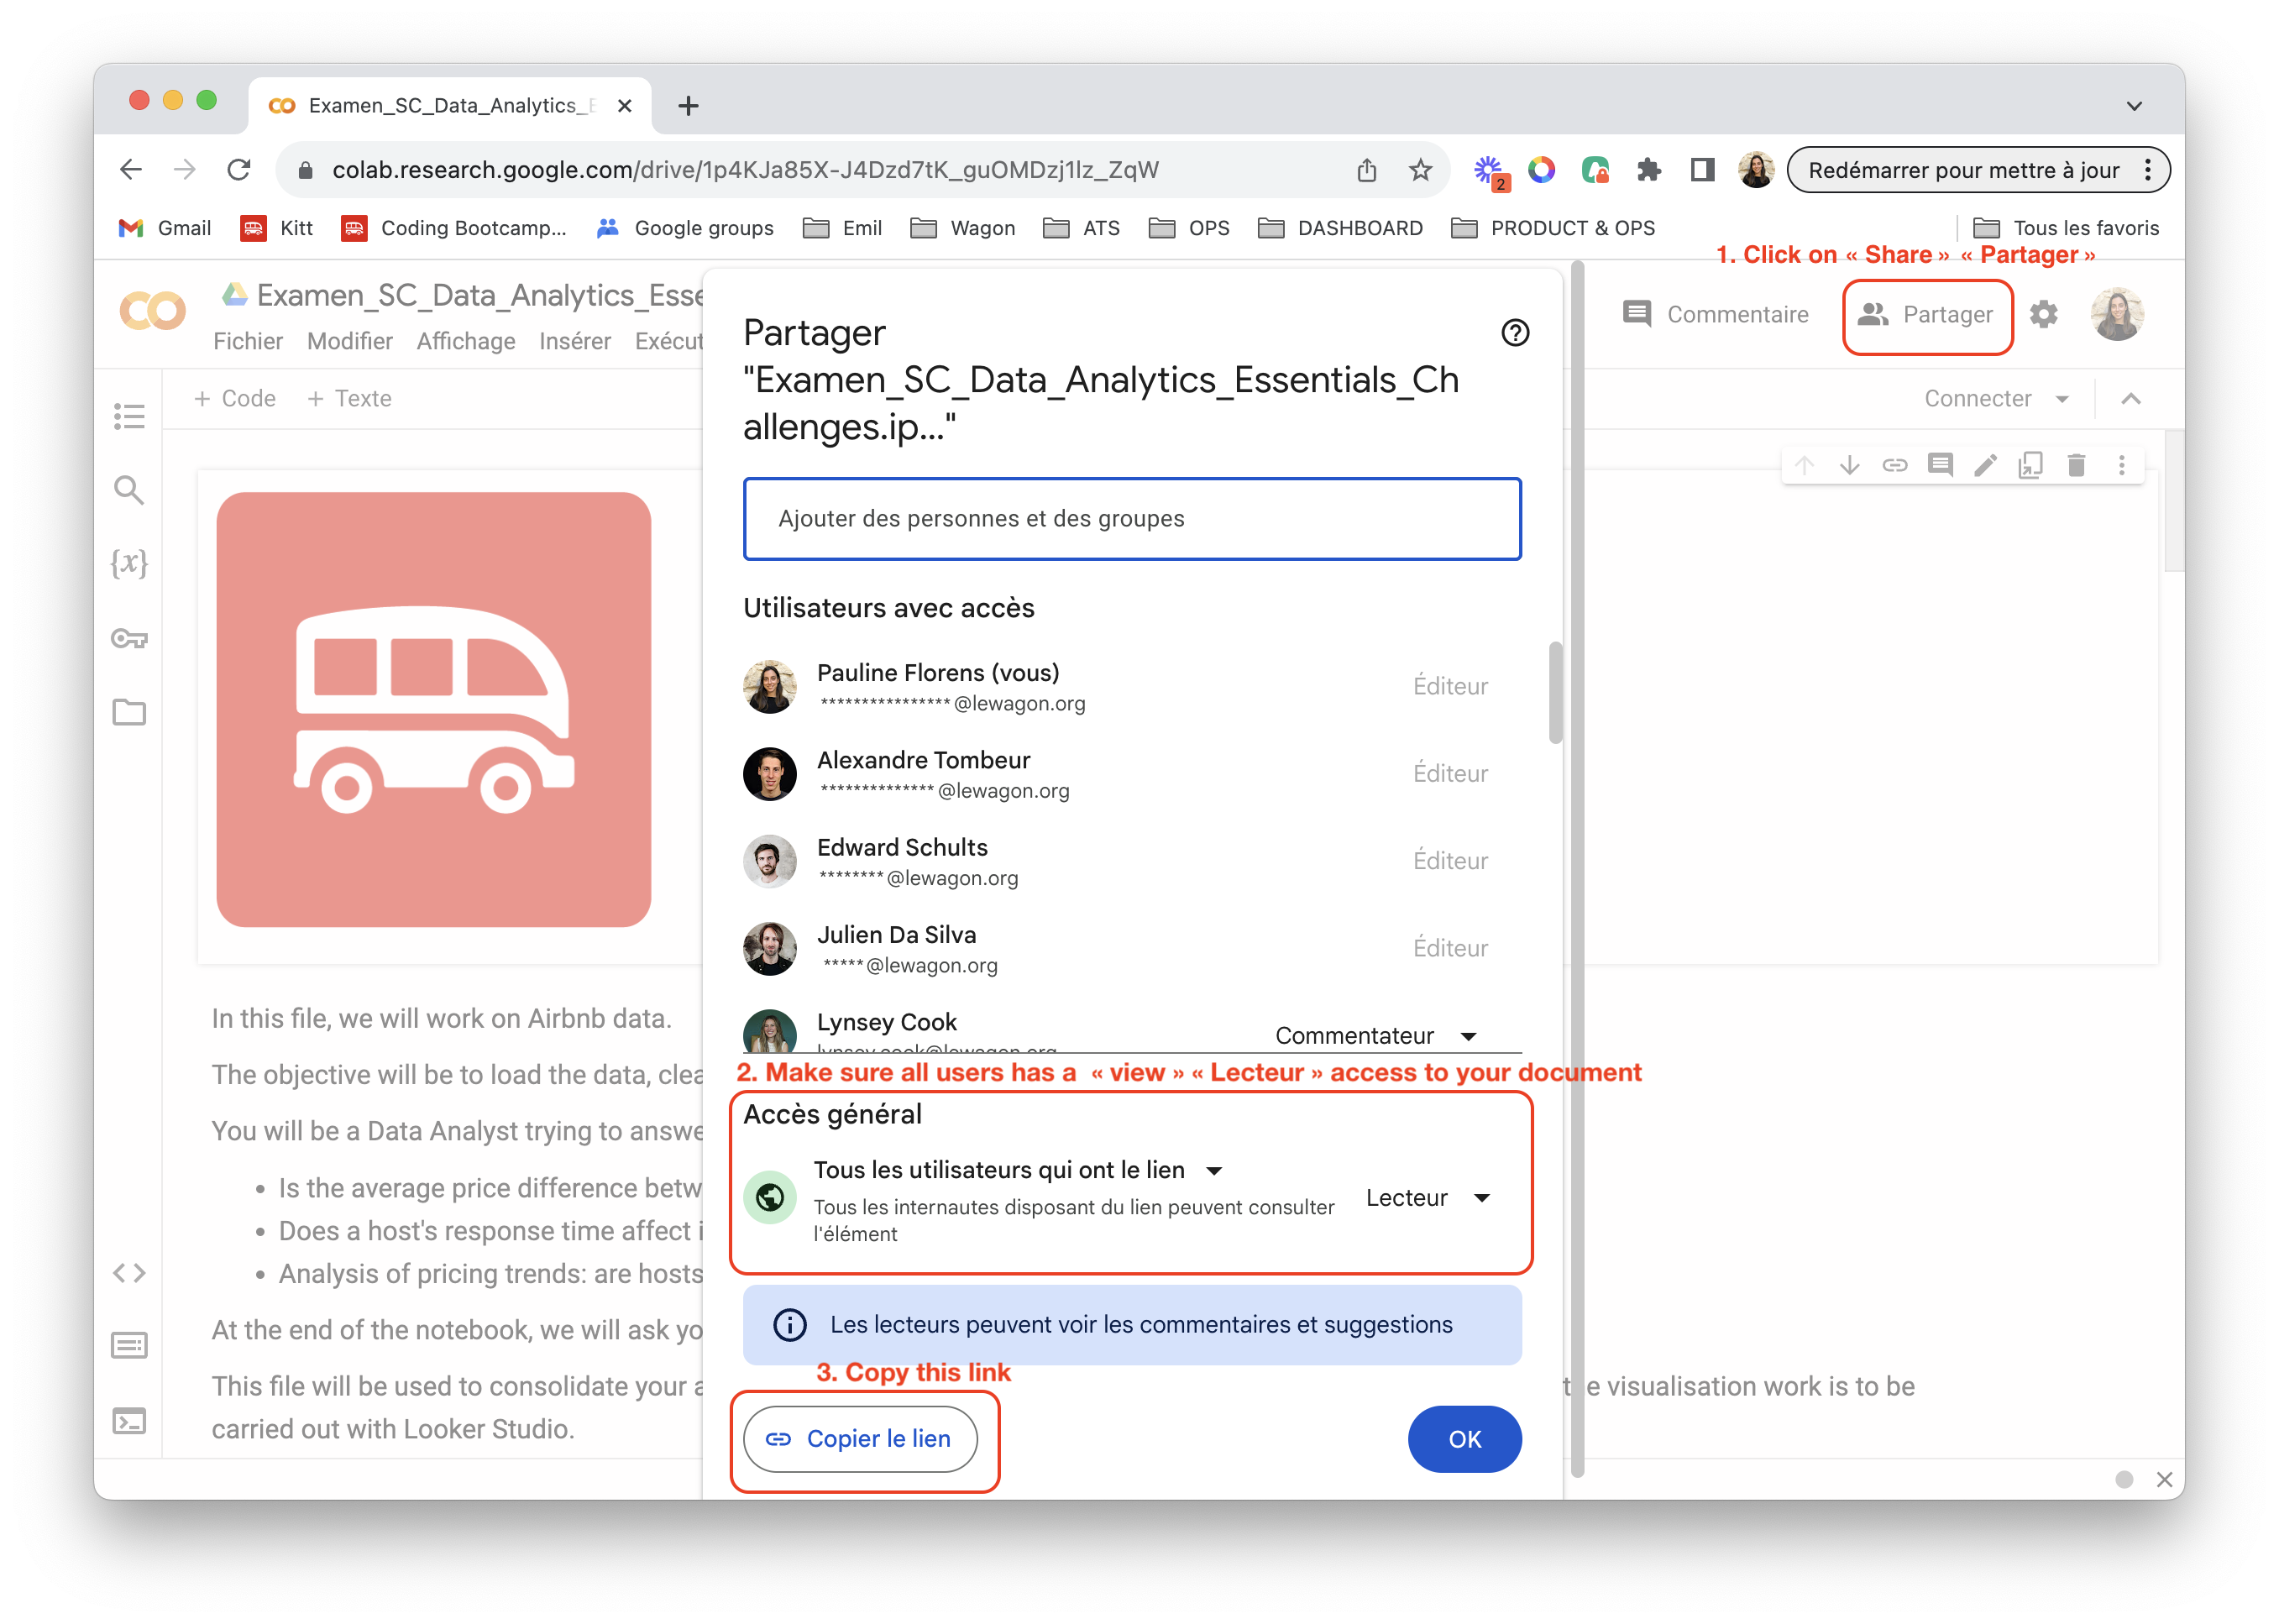 Examen_SC_Data_Analytics_E
colab.research.google.com/drive/1p4KJa85X-J4Dzd7tK_guOMDzj1lz_ZqW
2
Redémarrer pour mettre à jour
Gmail
Kitt
Coding Bootcamp...
Google groups
Emil
Wagon
ATS
OPS
DASHBOARD
PRODUCT & OPS
Tous les favoris
1. Click on « Share » « Partager »
Examen_SC_Data_Analytics_Esse
Fichier Modifier Affichage Insérer Exécut
Commentaire
Partager
+ Code + Texte
Connecter
{x}
Partager
"Examen_SC_Data_Analytics_Essentials_Ch
allenges.ip..."
Ajouter des personnes et des groupes
Utilisateurs avec accès
Pauline Florens (vous)
***************@lewagon.org
Éditeur
Alexandre Tombeur
*************@lewagon.org
Éditeur
Edward Schults
********@lewagon.org
Éditeur
Julien Da Silva
*****@lewagon.org
Éditeur
Lynsey Cook
lynsey.cook@lewagon.org
Commentateur
2. Make sure all users has a « view » « Lecteur » access to your document
Accès général
Tous les utilisateurs qui ont le lien
Tous les internautes disposant du lien peuvent consulter
l'élément
Lecteur
Les lecteurs peuvent voir les commentaires et suggestions
3. Copy this link
Copier le lien
OK
In this file, we will work on Airbnb data.
The objective will be to load the data, clea
You will be a Data Analyst trying to answe
• Is the average price difference betw
• Does a host's response time affect i
• Analysis of pricing trends: are hosts
At the end of the notebook, we will ask yo
This file will be used to consolidate your a
e visualisation work is to be
carried out with Looker Studio.